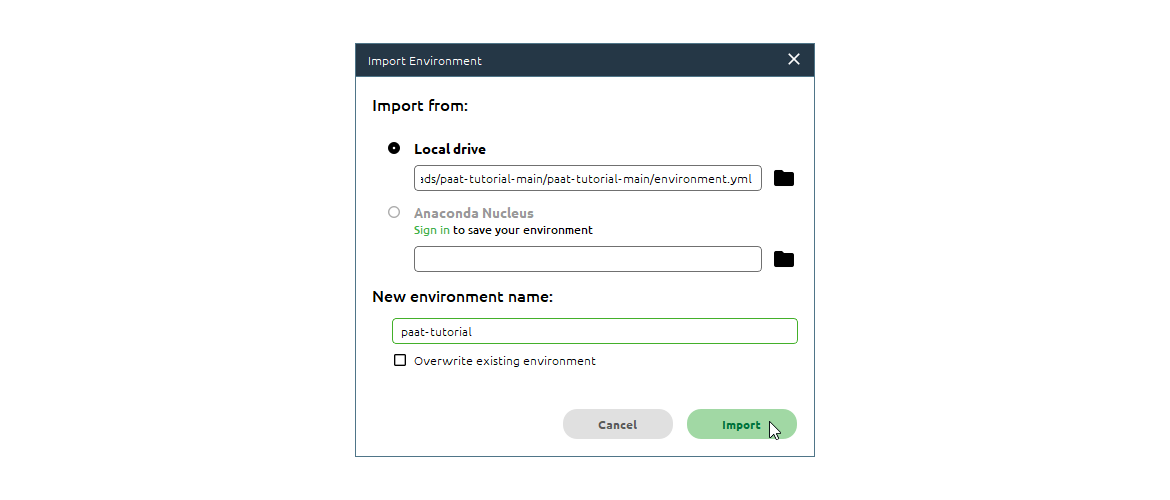 Import Environment
Import from:
Local drive
ads/paat-tutorial-main/paat-tutorial-main/environment.yml
Anaconda Nucleus
Sign in to save your environment
New environment name:
paat-tutorial
Overwrite existing environment
Cancel
Import